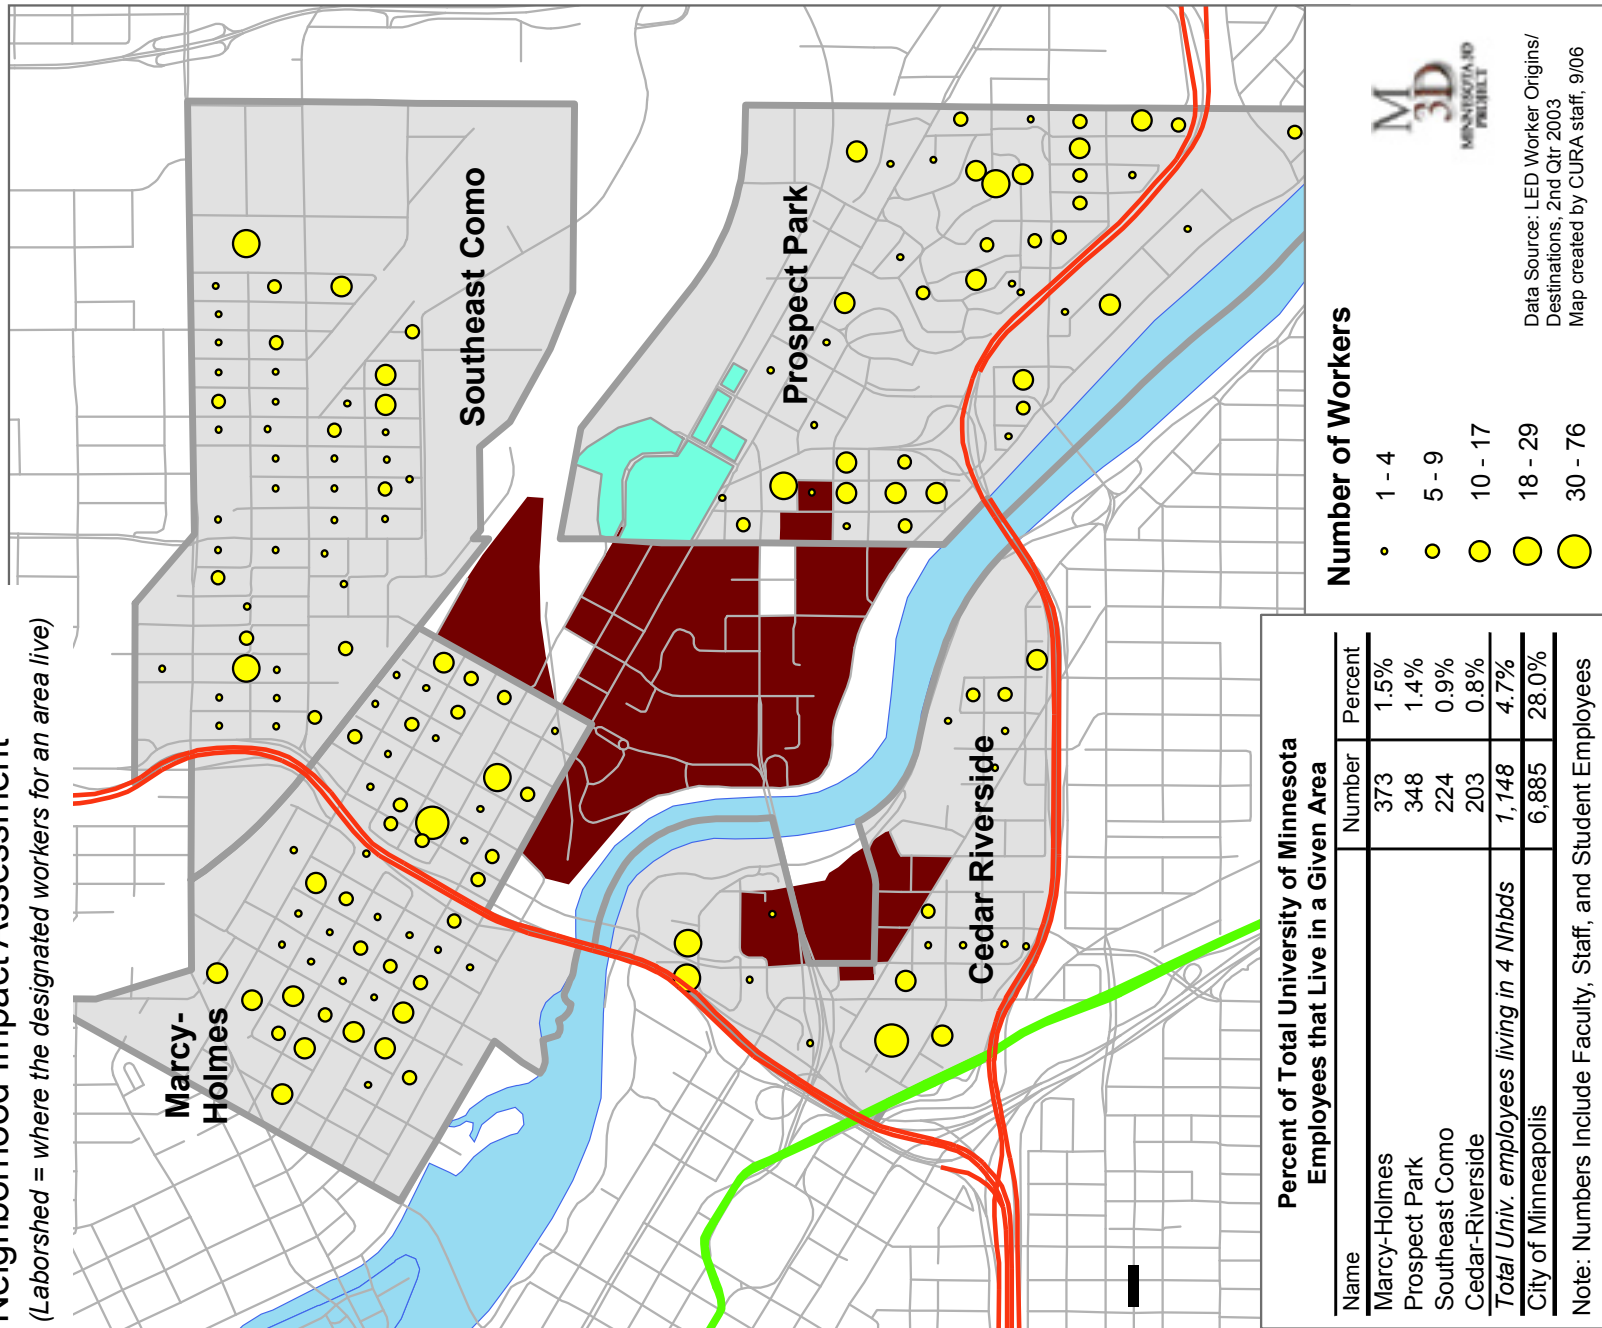 Neighborhood Impact Assessment
(Laborshed = where the designated workers for an area live)
Marcy-
Holmes
Southeast Como
Prospect Park
Cedar Riverside
Percent of Total University of Minnesota
Employees that Live in a Given Area
Name Number Percent
Marcy-Holmes 373 1.5%
Prospect Park 348 1.4%
Southeast Como 224 0.9%
Cedar-Riverside 203 0.8%
Total Univ. employees living in 4 Nhbds 1,148 4.7%
City of Minneapolis 6,885 28.0%
Note: Numbers Include Faculty, Staff, and Student Employees
Number of Workers
1 - 4
5 - 9
10 - 17
18 - 29
30 - 76
M
3D
MINNESOTA 3D
PROJECT
Data Source: LED Worker Origins/
Destinations, 2nd Qtr 2003
Map created by CURA staff, 9/06